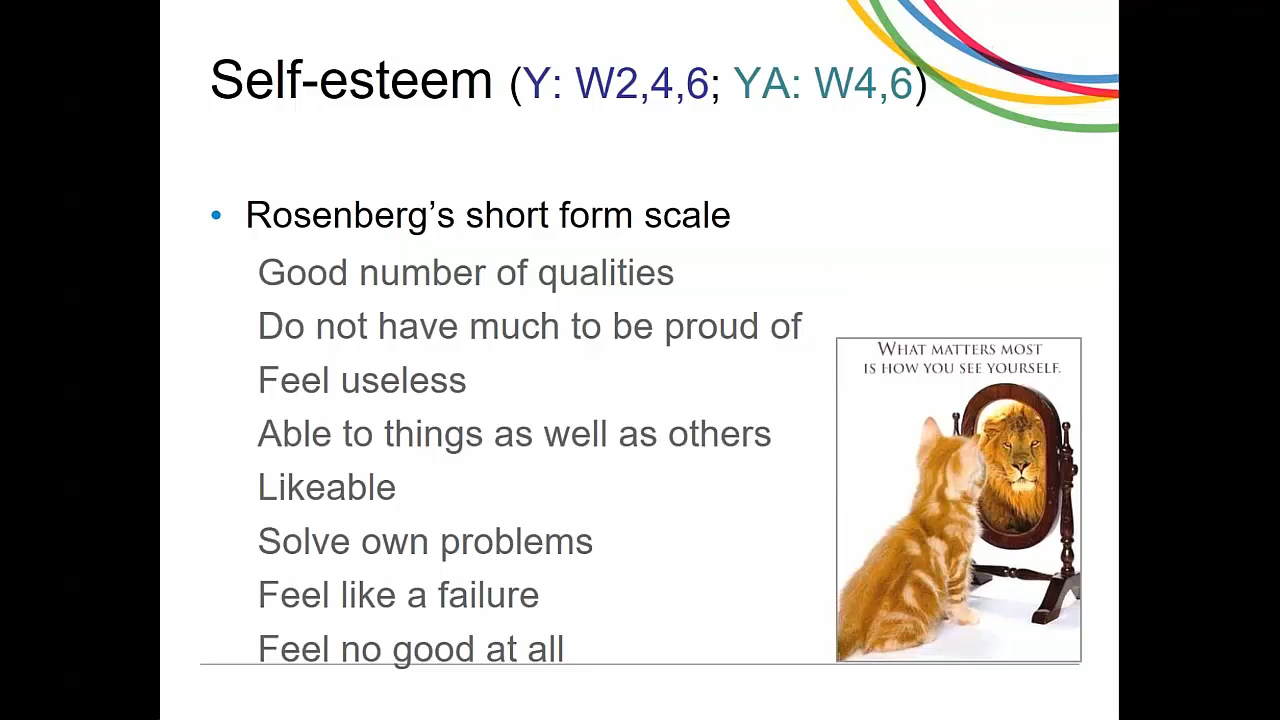 Self-esteem (Y: W2,4,6; YA: W4,6)
• Rosenberg’s short form scale
Good number of qualities
Do not have much to be proud of
Feel useless
Able to things as well as others
Likeable
Solve own problems
Feel like a failure
Feel no good at all
WHAT MATTERS MOST
IS HOW YOU SEE YOURSELF.